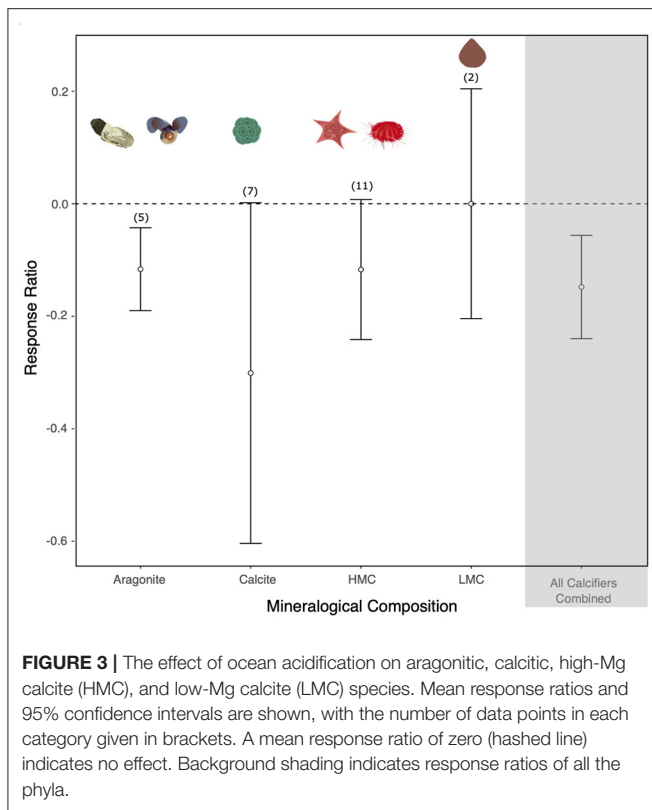 0.2
0.0
-0.2
-0.4
-0.6
Response Ratio
(5)
(7)
(11)
(2)
Aragonite
Calcite
HMC
LMC
All Calcifiers
Combined
Mineralogical Composition
FIGURE 3 | The effect of ocean acidification on aragonitic, calcitic, high-Mg
calcite (HMC), and low-Mg calcite (LMC) species. Mean response ratios and
95% confidence intervals are shown, with the number of data points in each
category given in brackets. A mean response ratio of zero (hashed line)
indicates no effect. Background shading indicates response ratios of all the
phyla.